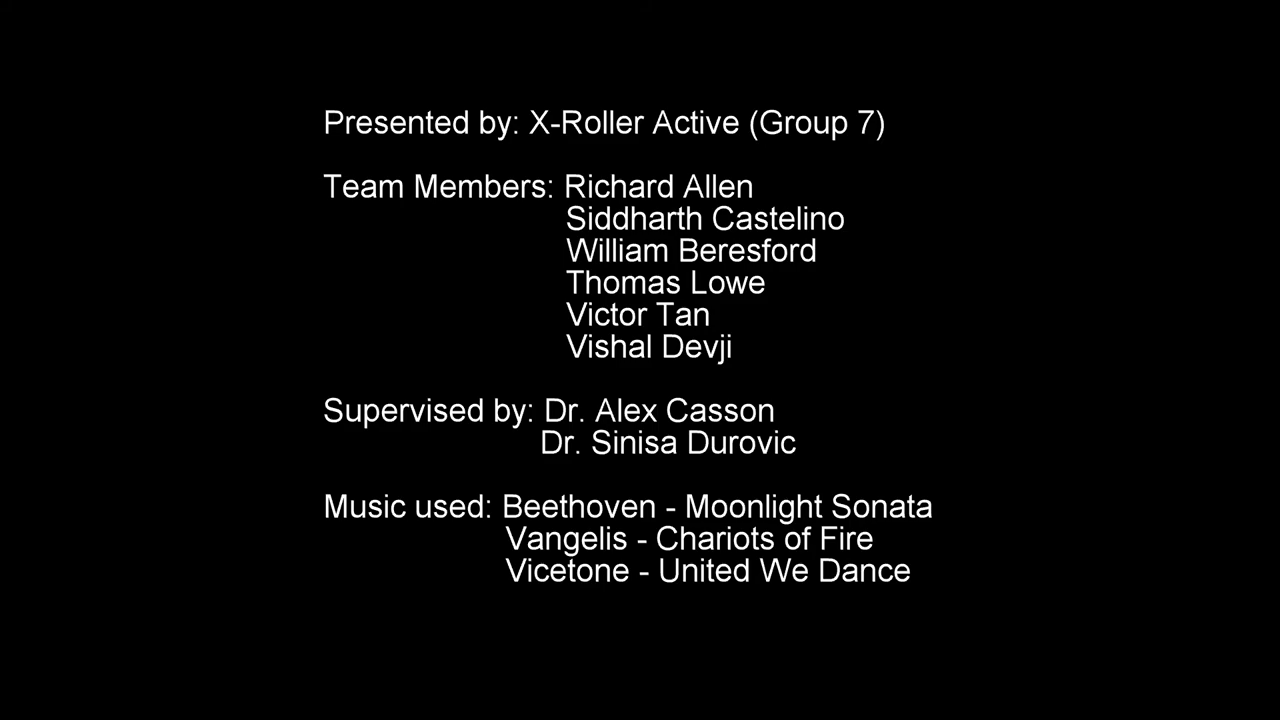 Presented by: X-Roller Active (Group 7)
Team Members: Richard Allen
Siddharth Castelino
William Beresford
Thomas Lowe
Victor Tan
Vishal Devji
Supervised by: Dr. Alex Casson
Dr. Sinisa Durovic
Music used: Beethoven - Moonlight Sonata
Vangelis - Chariots of Fire
Vicetone - United We Dance